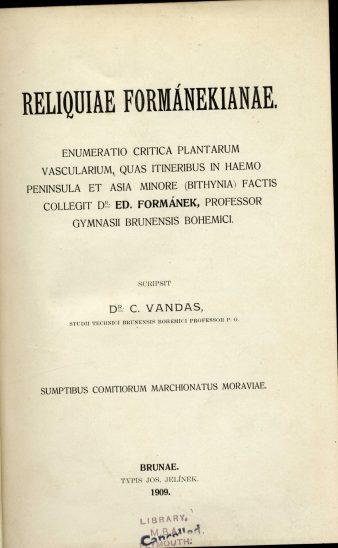 RELIQUIAE FORMÁNEKIANAE.
ENUMERATIO CRITICA PLANTARUM
VASCULARIUM, QUAS ITINERIBUS IN HAEMO
PENINSULA ET ASIA MINORE (BITHYNIA) FACTIS
COLLEGIT DR. ED. FORMÁNEK, PROFESSOR
GYMNASII BRUNENSIS BOHEMICI.
SCRIPSIT
DR. C. VANDAS,
STUDII TECHNICI BRUNENSIS BOHEMICI PROFESSOR P. O.
SUMPTIBUS COMITIORUM MARCHIONATUS MORAVIAE.
BRUNAE.
TYPIS JOS. JELÍNEK.
1909.
LIBRARY,
M.B.A.
Cancelled
PLYMOUTH.